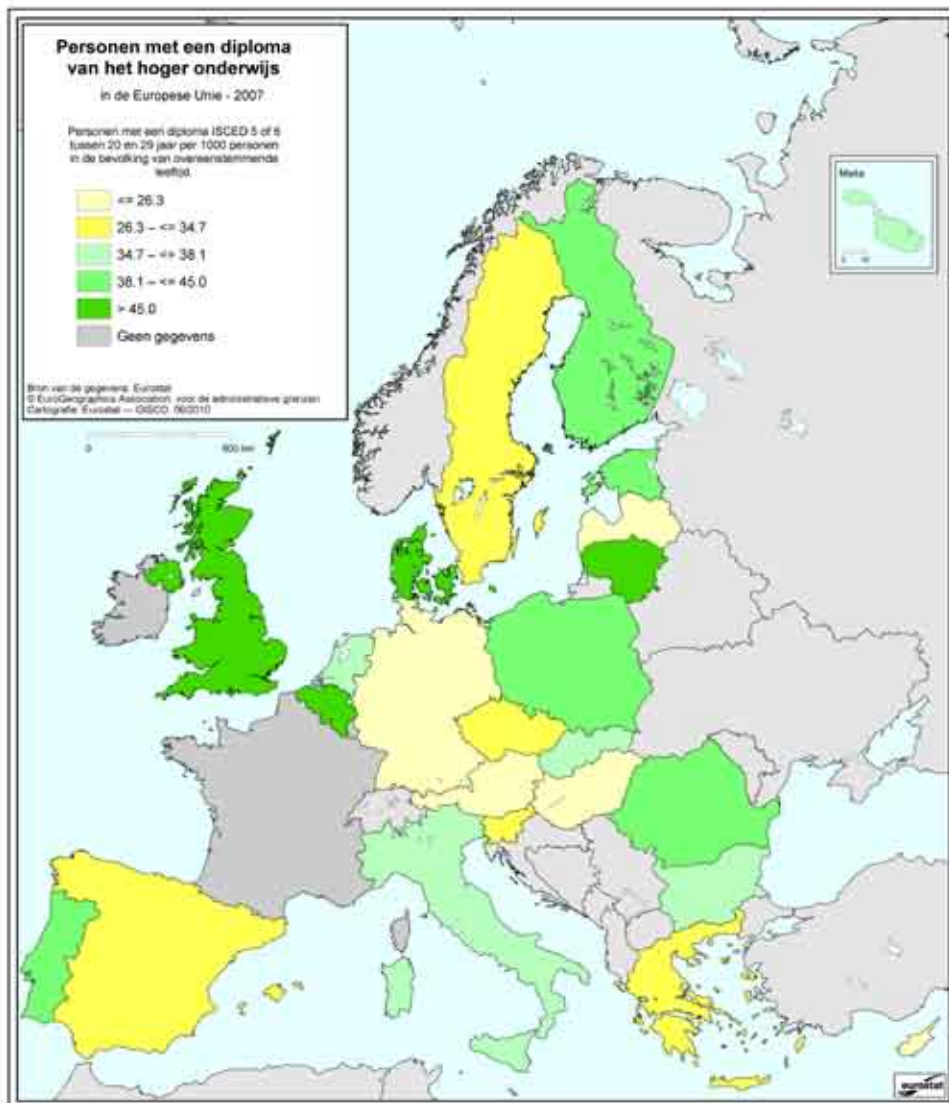 Personen met een diploma
van het hoger onderwijs
in de Europese Unie - 2007
Personen met een diploma ISCED 5 of 6
tussen 20 en 29 jaar per 1000 personen
in de bevolking van overeenstemmende
leeftijd.
<= 26.3
26.3 – <= 34.7
34.7 – <= 38.1
38.1 – <= 45.0
> 45.0
Geen gegevens
Bron van de gegevens: Eurostat
© EuroGeographics Association, voor de administratieve grenzen
Cartografie: Eurostat — GISCO, 06/2010
0 600 km
Malta
0
eurostat